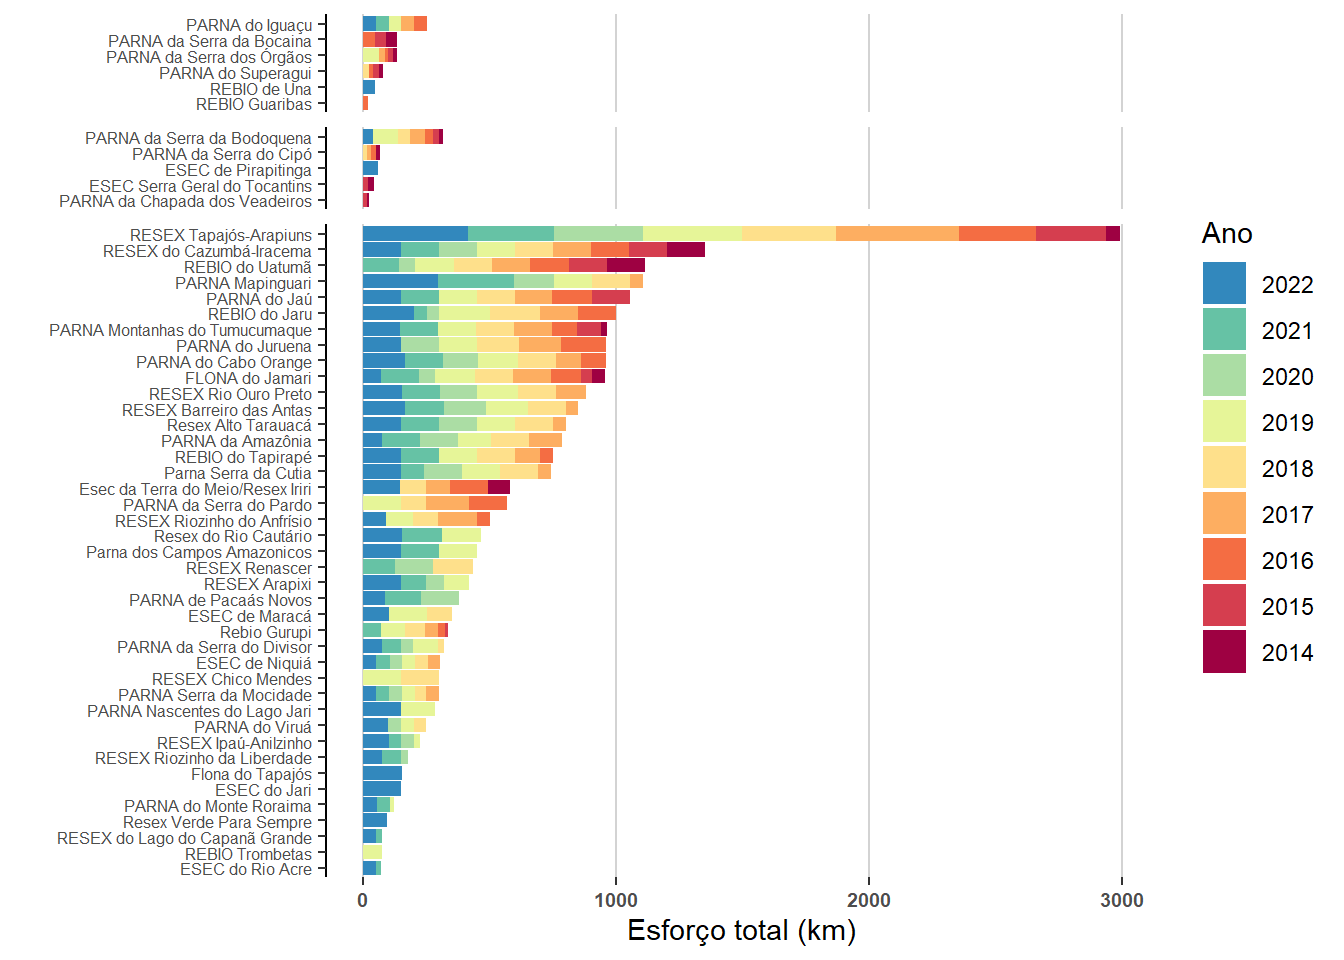 PARNA do Iguaçu
PARNA da Serra da Bocaina
PARNA da Serra dos Órgãos
PARNA do Superagui
REBIO de Una
REBIO Guaribas
PARNA da Serra da Bodoquena
PARNA da Serra do Cipó
ESEC de Pirapitinga
ESEC Serra Geral do Tocantins
PARNA da Chapada dos Veadeiros
RESEX Tapajós-Arapiuns
RESEX do Cazumbá-Iracema
REBIO do Uatumã
PARNA Mapinguari
PARNA do Jaú
REBIO do Jaru
PARNA Montanhas do Tumucumaque
PARNA do Juruena
PARNA do Cabo Orange
FLONA do Jamari
RESEX Rio Ouro Preto
RESEX Barreiro das Antas
Resex Alto Tarauacá
PARNA da Amazônia
REBIO do Tapirapé
Parna Serra da Cutia
Esec da Terra do Meio/Resex Iriri
PARNA da Serra do Pardo
RESEX Riozinho do Anfrísio
Resex do Rio Cautário
Parna dos Campos Amazonicos
RESEX Renascer
RESEX Arapixi
PARNA de Pacaás Novos
ESEC de Maracá
Rebio Gurupi
PARNA da Serra do Divisor
ESEC de Niquiá
RESEX Chico Mendes
PARNA Serra da Mocidade
PARNA Nascentes do Lago Jari
PARNA do Viruá
RESEX Ipaú-Anilzinho
RESEX Riozinho da Liberdade
Flona do Tapajós
ESEC do Jari
PARNA do Monte Roraima
Resex Verde Para Sempre
RESEX do Lago do Capanã Grande
REBIO Trombetas
ESEC do Rio Acre
0 1000 2000 3000
Esforço total (km)
Ano
2022
2021
2020
2019
2018
2017
2016
2015
2014